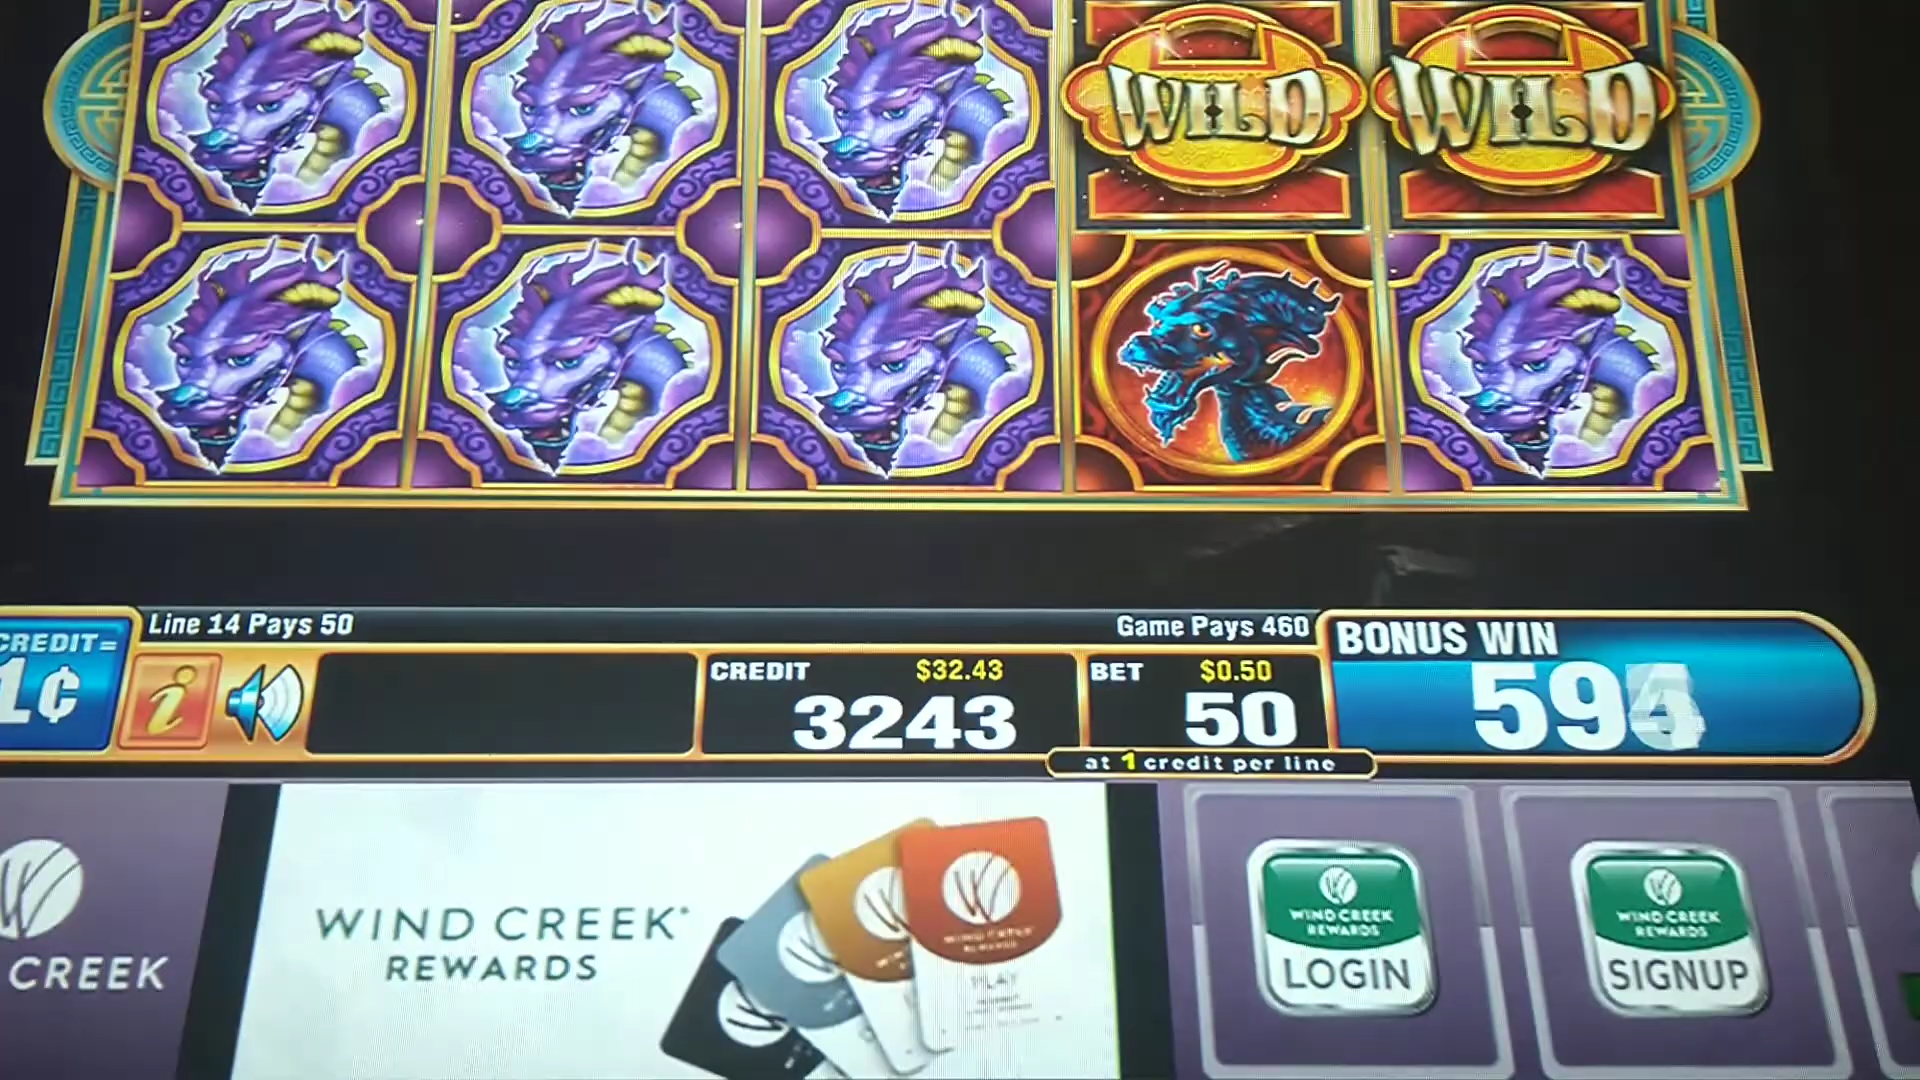 WILD WILD
Line 14 Pays 50
Game Pays 460
CREDIT=
1¢
i
CREDIT $32.43
3243
BET $0.50
50
at 1 credit per line
BONUS WIN
CREEK
WIND CREEK
REWARDS
PLAY
WIND CREEK
REWARDS
LOGIN
WIND CREEK
REWARDS
SIGNUP